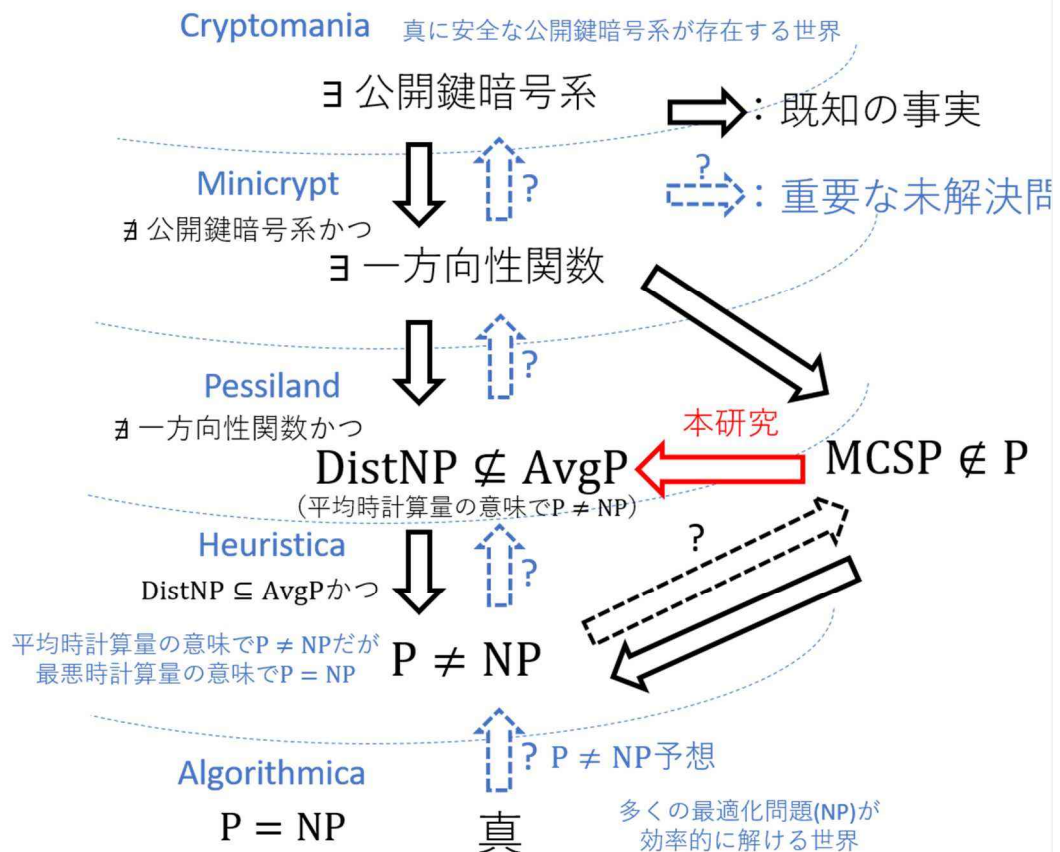 Cryptomania 真に安全な公開鍵暗号系が存在する世界
∃ 公開鍵暗号系
：既知の事実
Minicrypt
?
?
：重要な未解決問
∄ 公開鍵暗号系かつ
∃ 一方向性関数
?
Pessiland
∄ 一方向性関数かつ
本研究
DistNP ⊈ AvgP
MCSP ∉ P
（平均時計算量の意味でP ≠ NP）
Heuristica
?
?
DistNP ⊆ AvgPかつ
平均時計算量の意味でP ≠ NPだが
最悪時計算量の意味でP = NP
P ≠ NP
Algorithmica
? P ≠ NP予想
P = NP
真
多くの最適化問題(NP)が
効率的に解ける世界